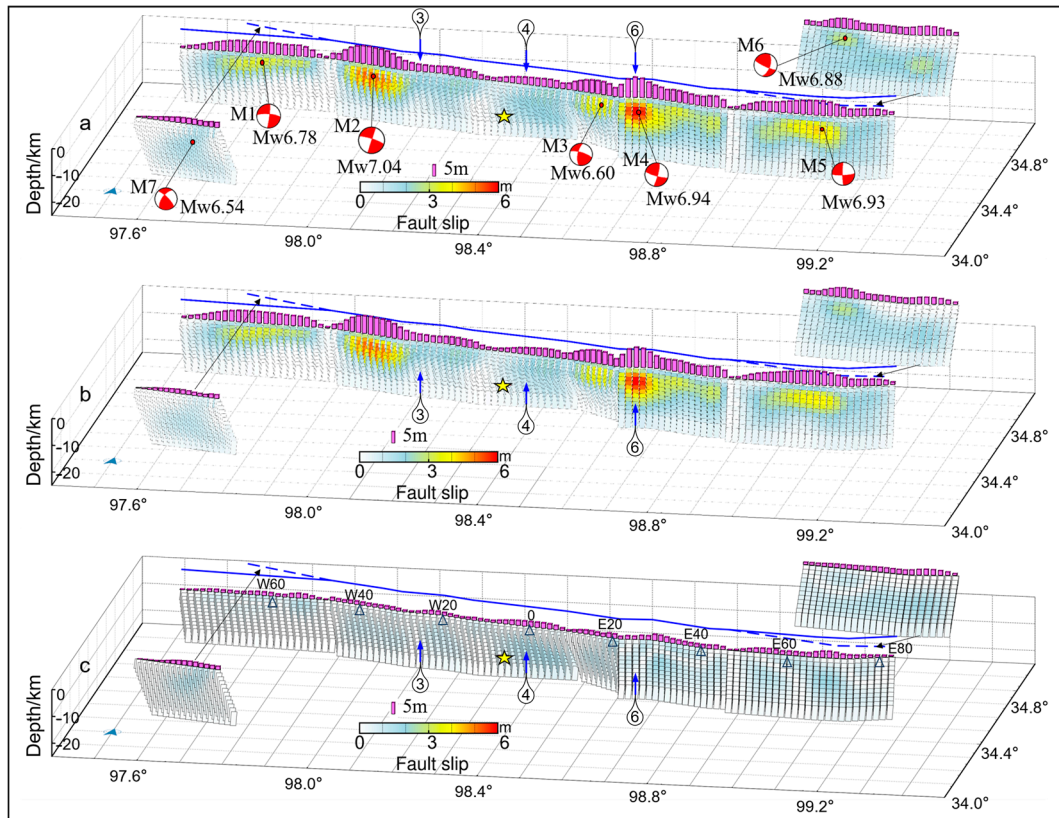 ③ ④ ⑥
M6
Mw6.88
a
M1
Mw6.78
M2
Mw7.04
M3
Mw6.60
M4
Mw6.94
M5
Mw6.93
M7
Mw6.54
5m
0 3 6 m
Fault slip
Depth/km
0
-10
-20
97.6° 98.0° 98.4° 98.8° 99.2°
34.8°
34.4°
34.0°
b
③ ④ ⑥
5m
0 3 6 m
Fault slip
Depth/km
0
-10
-20
97.6° 98.0° 98.4° 98.8° 99.2°
34.8°
34.4°
34.0°
c
W60 W40 W20 0 E20 E40 E60 E80
③ ④ ⑥
5m
0 3 6 m
Fault slip
Depth/km
0
-10
-20
97.6° 98.0° 98.4° 98.8° 99.2°
34.8°
34.4°
34.0°